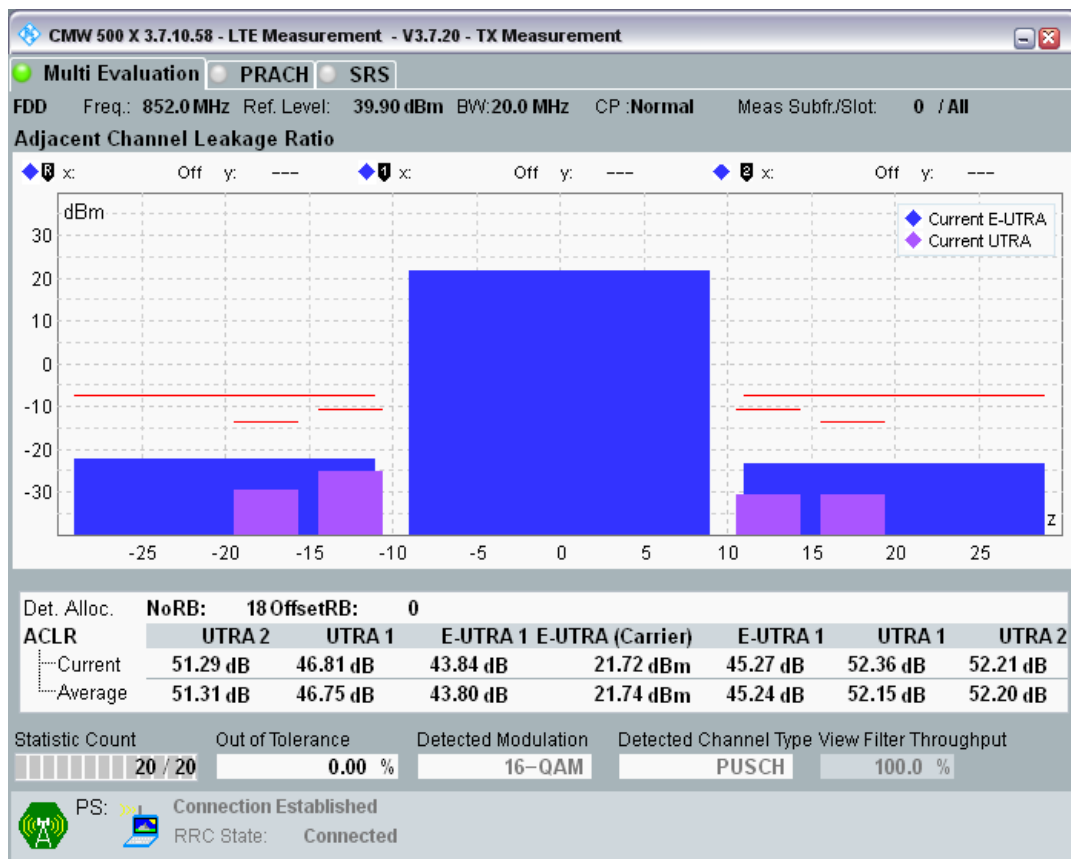 CMW 500 X 3.7.10.58 - LTE Measurement - V3.7.20 - TX Measurement
Multi Evaluation PRACH SRS
FDD Freq.: 852.0 MHz Ref. Level: 39.90 dBm BW:20.0 MHz CP :Normal Meas Subfr./Slot: 0 / All
Adjacent Channel Leakage Ratio
R x: Off y: --- 1 x: Off y: --- 2 x: Off y: ---
dBm
Current E-UTRA
Current UTRA
30
20
10
0
-10
-20
-30
z
-25 -20 -15 -10 -5 0 5 10 15 20 25
Det. Alloc. NoRB: 18 OffsetRB: 0
ACLR UTRA 2 UTRA 1 E-UTRA 1 E-UTRA (Carrier) E-UTRA 1 UTRA 1 UTRA 2
Current 51.29 dB 46.81 dB 43.84 dB 21.72 dBm 45.27 dB 52.36 dB 52.21 dB
Average 51.31 dB 46.75 dB 43.80 dB 21.74 dBm 45.24 dB 52.15 dB 52.20 dB
Statistic Count Out of Tolerance Detected Modulation Detected Channel Type View Filter Throughput
20 / 20 0.00 % 16-QAM PUSCH 100.0 %
PS: Connection Established
RRC State: Connected